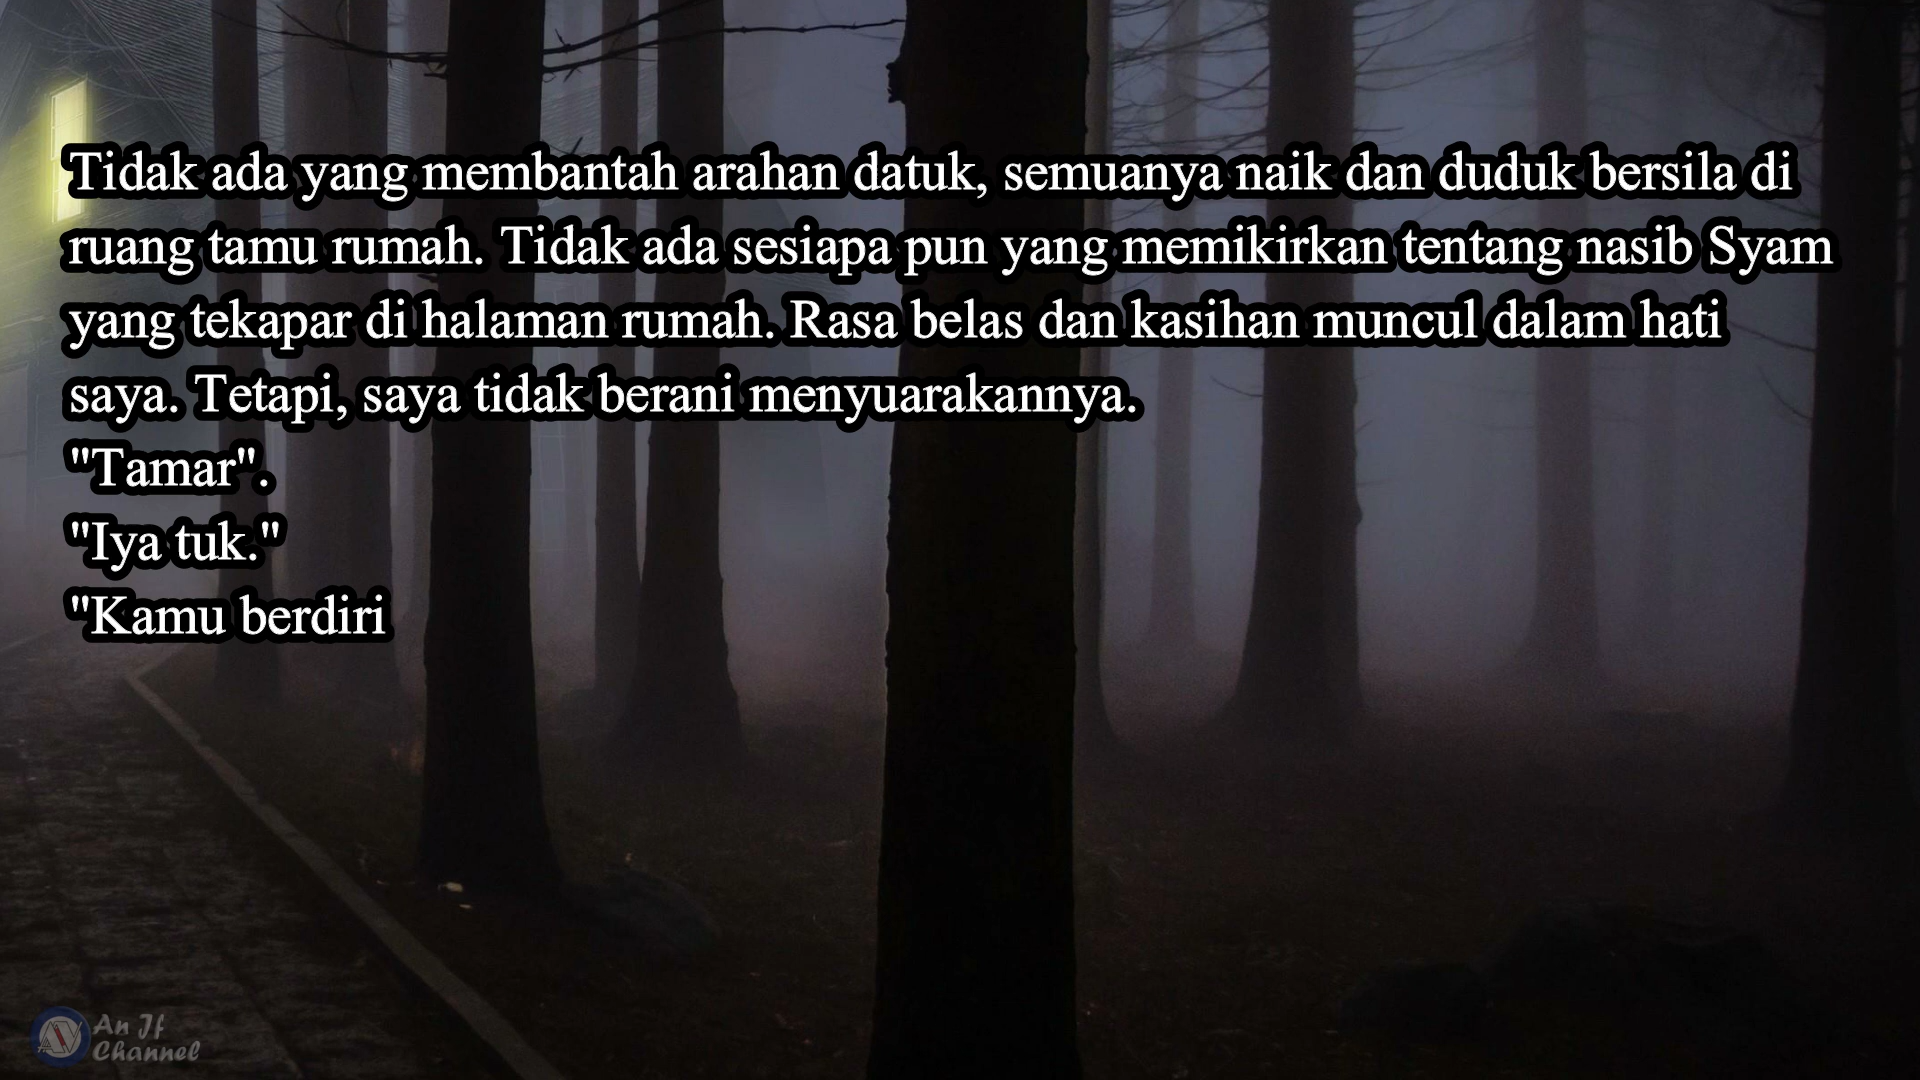 Tidak ada yang membantah arahan datuk, semuanya naik dan duduk bersila di
ruang tamu rumah. Tidak ada sesiapa pun yang memikirkan tentang nasib Syam
yang tekapar di halaman rumah. Rasa belas dan kasihan muncul dalam hati
saya. Tetapi, saya tidak berani menyuarakannya.
"Tamar".
"Iya tuk."
"Kamu berdiri
An If
Channel